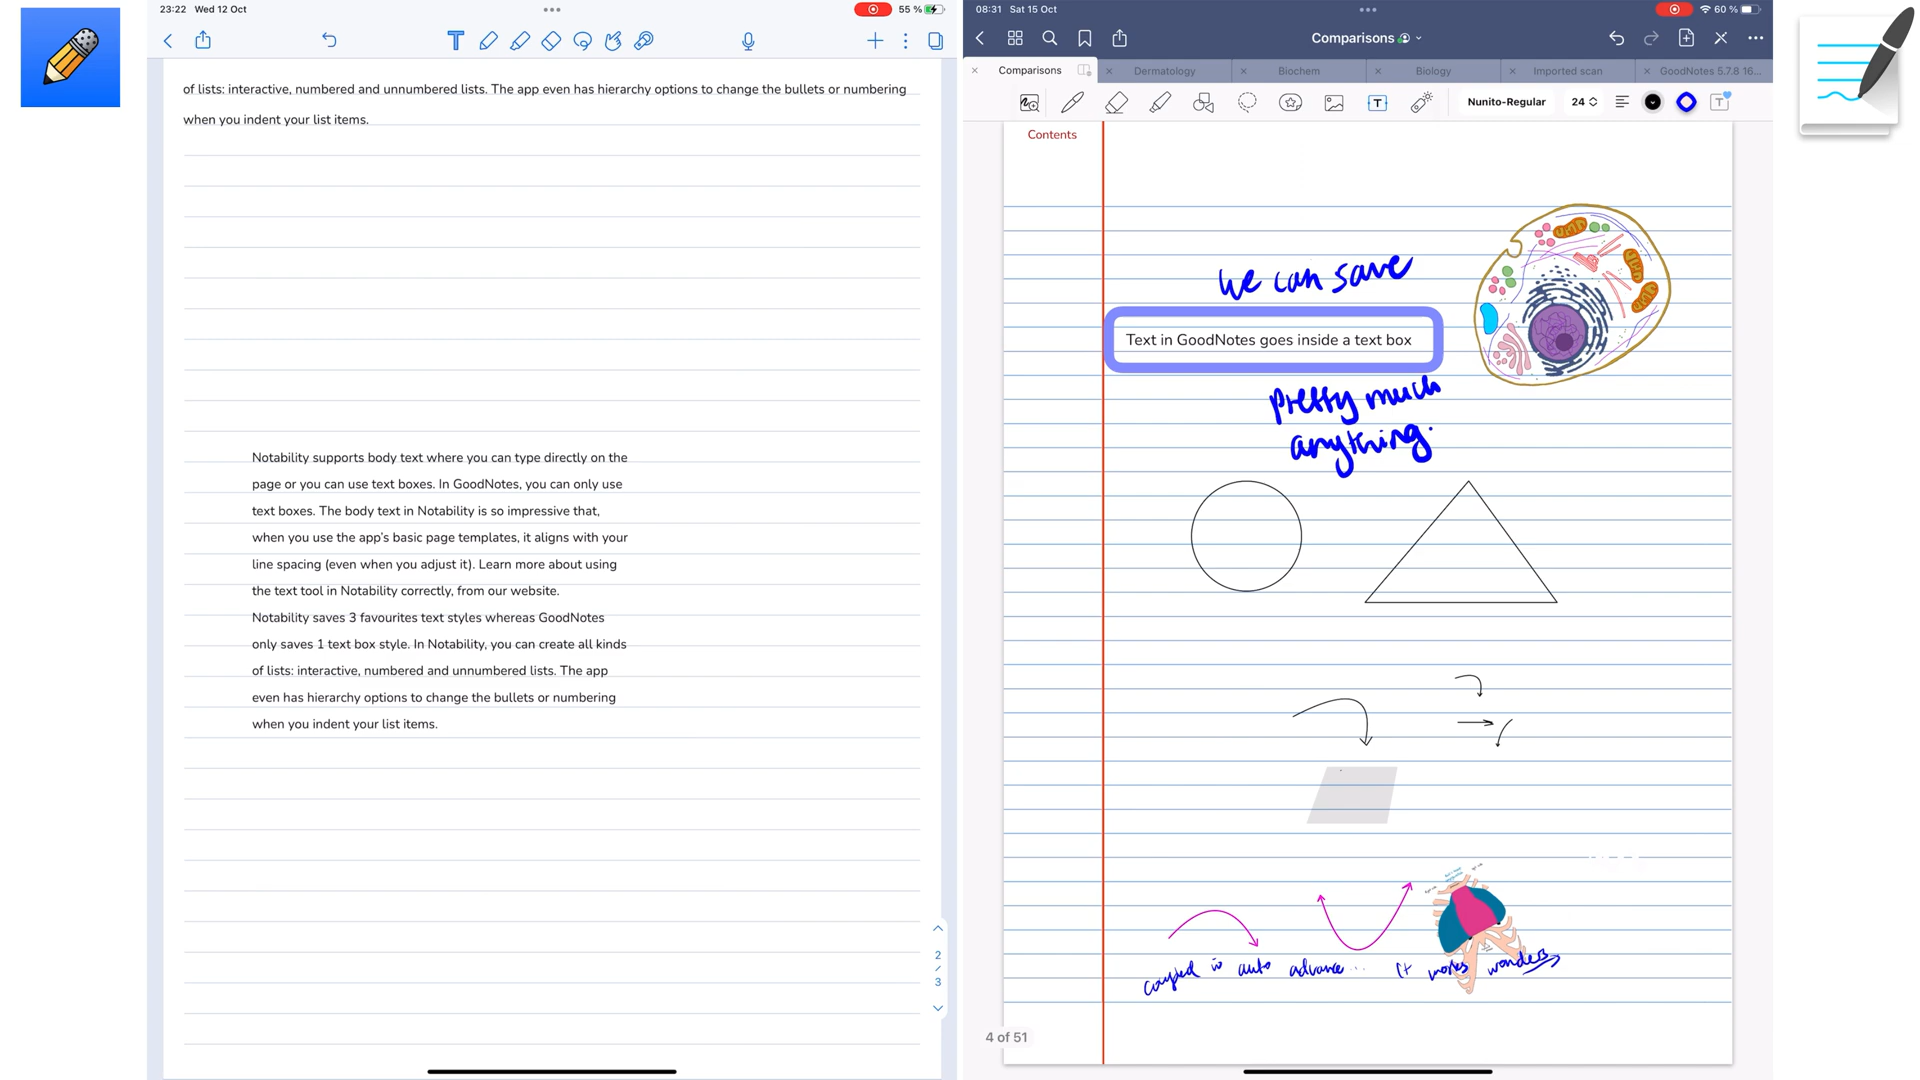 23:22 Wed 12 Oct
55 %
of lists: interactive, numbered and unnumbered lists. The app even has hierarchy options to change the bullets or numbering
when you indent your list items.
Notability supports body text where you can type directly on the
page or you can use text boxes. In GoodNotes, you can only use
text boxes. The body text in Notability is so impressive that,
when you use the app's basic page templates, it aligns with your
line spacing (even when you adjust it). Learn more about using
the text tool in Notability correctly, from our website.
Notability saves 3 favourites text styles whereas GoodNotes
only saves 1 text box style. In Notability, you can create all kinds
of lists: interactive, numbered and unnumbered lists. The app
even has hierarchy options to change the bullets or numbering
when you indent your list items.
2
/
3
08:31 Sat 15 Oct
60 %
Comparisons
Comparisons
Dermatology
Biochem
Biology
Imported scan
GoodNotes 5.7.8 16...
Nunito-Regular
24
Contents
We can save
Text in GoodNotes goes inside a text box
pretty much
anything.
auto advance... It works wonders
4 of 51